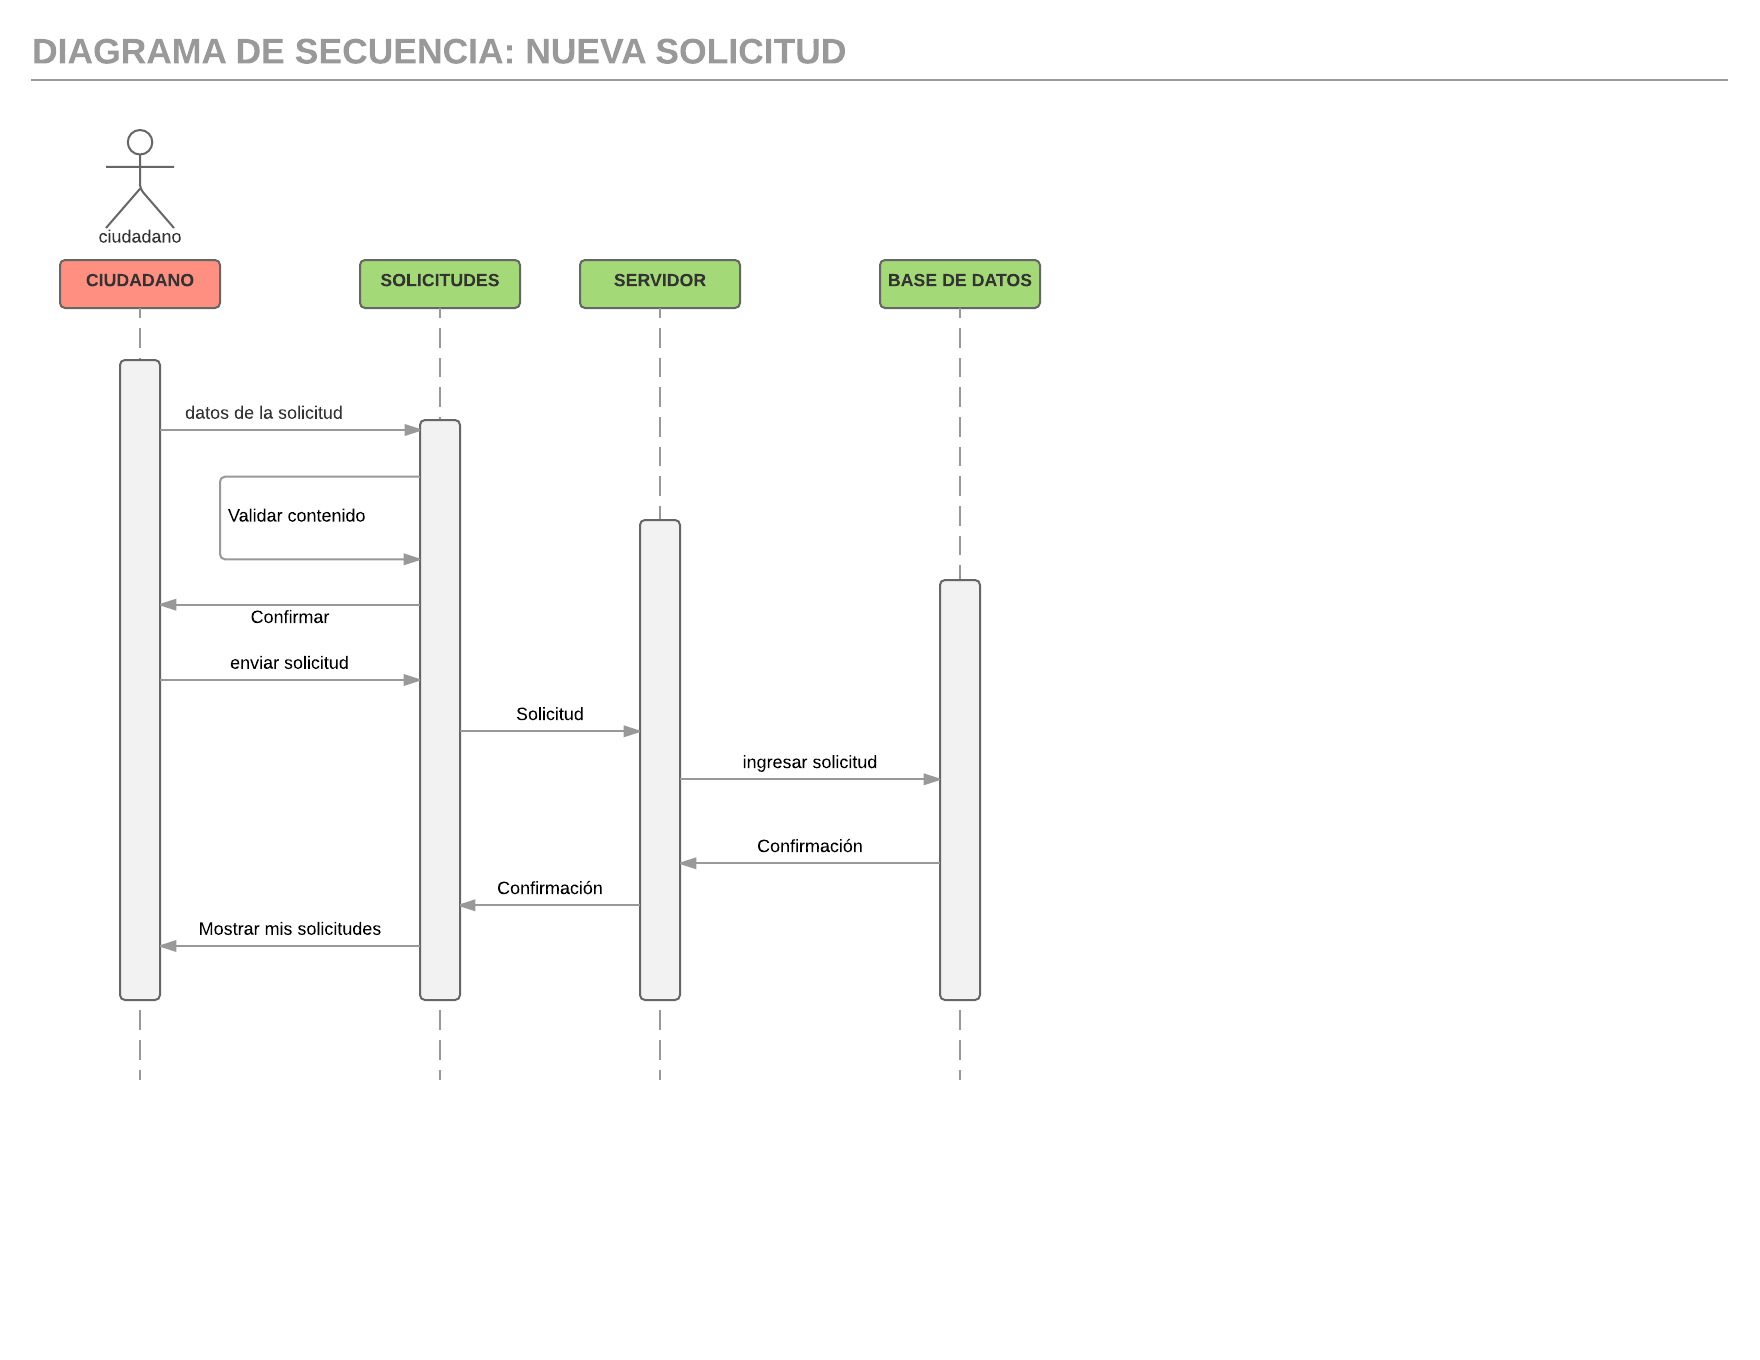 DIAGRAMA DE SECUENCIA: NUEVA SOLICITUD
ciudadano
CIUDADANO
SOLICITUDES
SERVIDOR
BASE DE DATOS
datos de la solicitud
Validar contenido
Confirmar
enviar solicitud
Solicitud
ingresar solicitud
Confirmación
Confirmación
Mostrar mis solicitudes